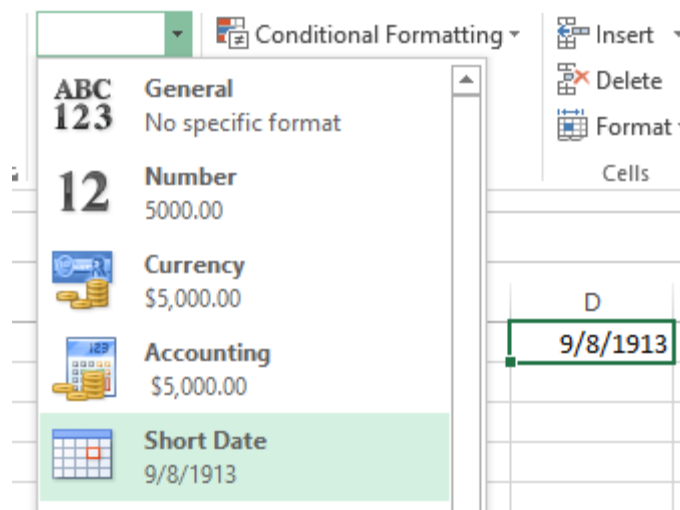 Conditional Formatting
Insert
Delete
Format
Cells
ABC
123
General
No specific format
12
Number
5000.00
Currency
$5,000.00
123
Accounting
$5,000.00
Short Date
9/8/1913
D
9/8/1913